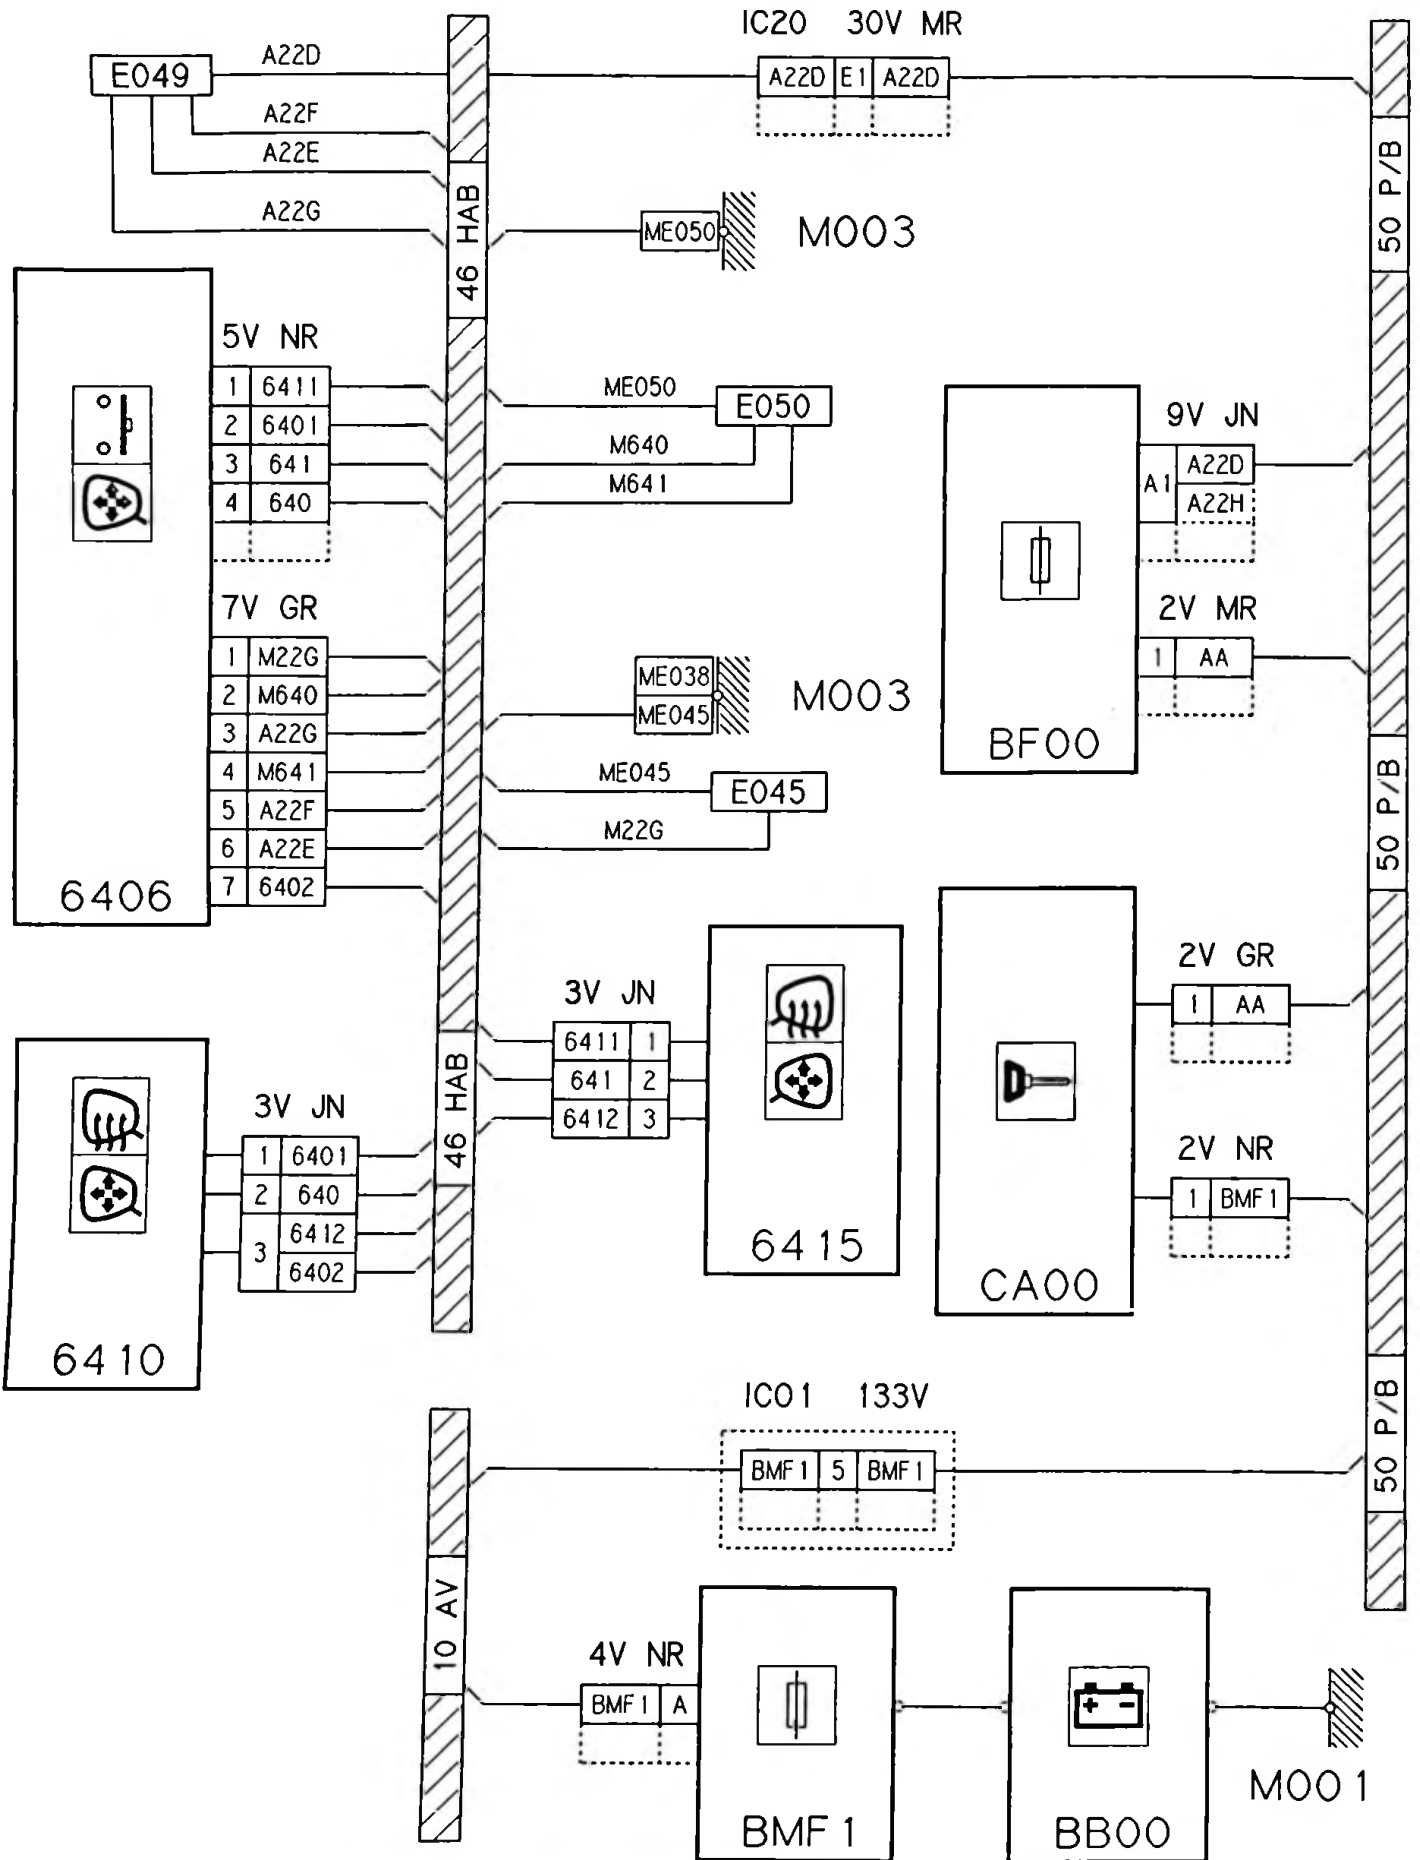 IC20 30V MR
A22D
E049
A22D E1 A22D
A22F
A22E
A22G
46 HAB
ME050
M003
50 P/B
5V NR
1 6411
2 6401
3 641
4 640
ME050
E050
M640
M641
9V JN
A1 A22D
A22H
7V GR
1 M22G
2 M640
3 A22G
4 M641
5 A22F
6 A22E
7 6402
6406
ME038
ME045
M003
ME045
E045
M22G
2V MR
1 AA
BF00
50 P/B
3V JN
6411 1
641 2
6412 3
6415
46 HAB
2V GR
1 AA
2V NR
1 BMF1
CA00
3V JN
1 6401
2 640
3 6412
6402
6410
IC01 133V
BMF1 5 BMF1
50 P/B
10 AV
4V NR
BMF1 A
BMF1
BB00
M001